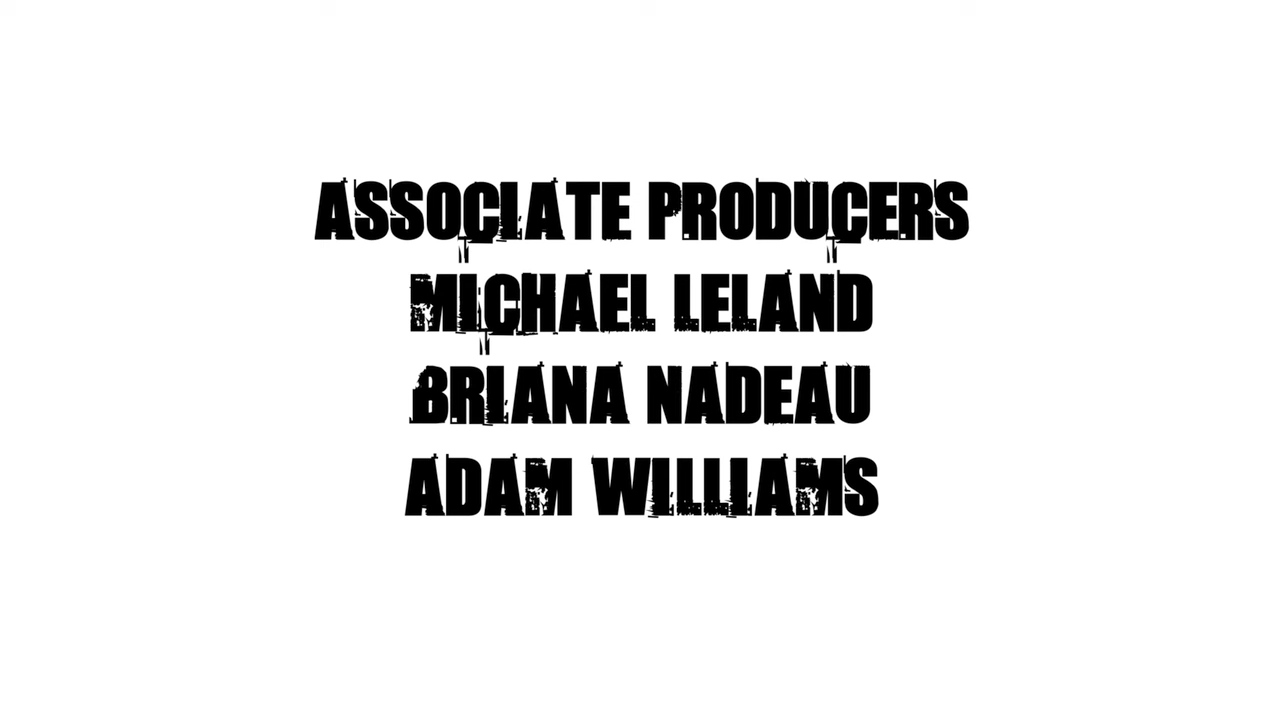 ASSOCIATE PRODUCERS
MICHAEL LELAND
BRIANA NADEAU
ADAM WILLIAMS